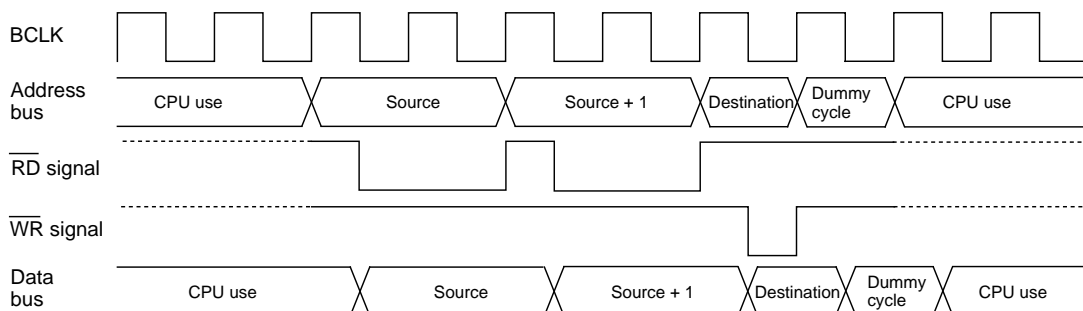 BCLK
Address
bus
CPU use
Source
Source + 1
Destination
Dummy
cycle
CPU use
RD signal
WR signal
Data
bus
CPU use
Source
Source + 1
Destination
Dummy
cycle
CPU use